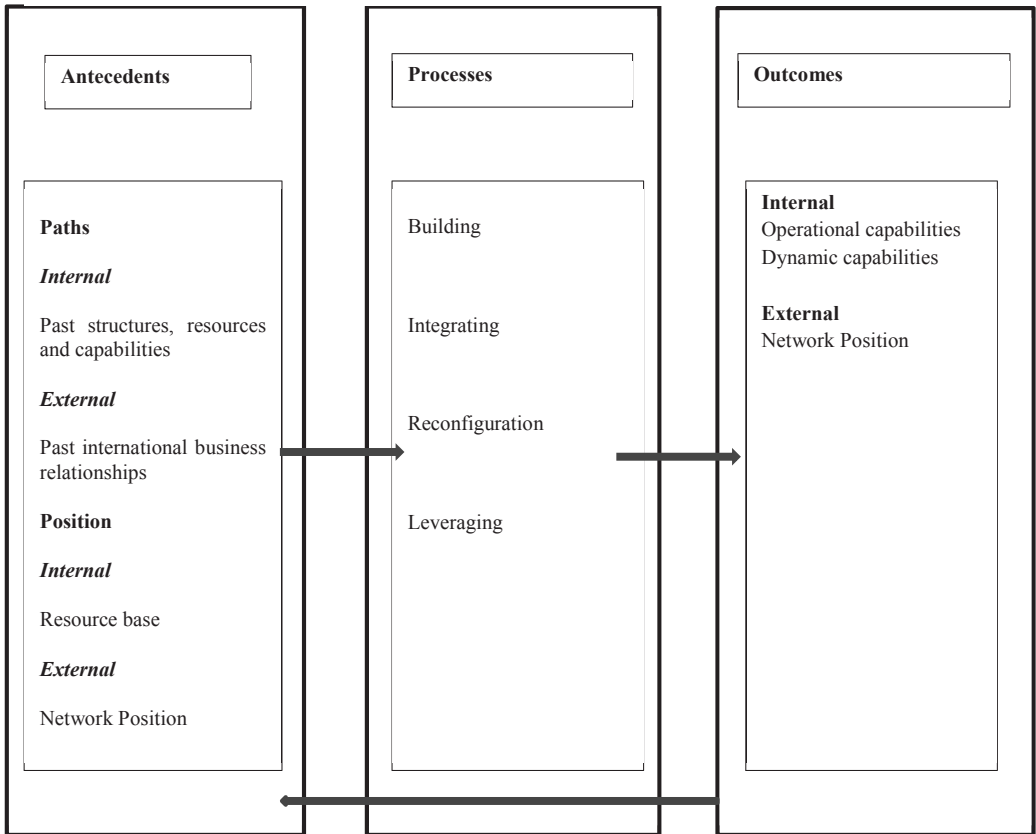 Antecedents
Paths
Internal
Past structures, resources
and capabilities
External
Past international business
relationships
Position
Internal
Resource base
External
Network Position
Processes
Building
Integrating
Reconfiguration
Leveraging
Outcomes
Internal
Operational capabilities
Dynamic capabilities
External
Network Position